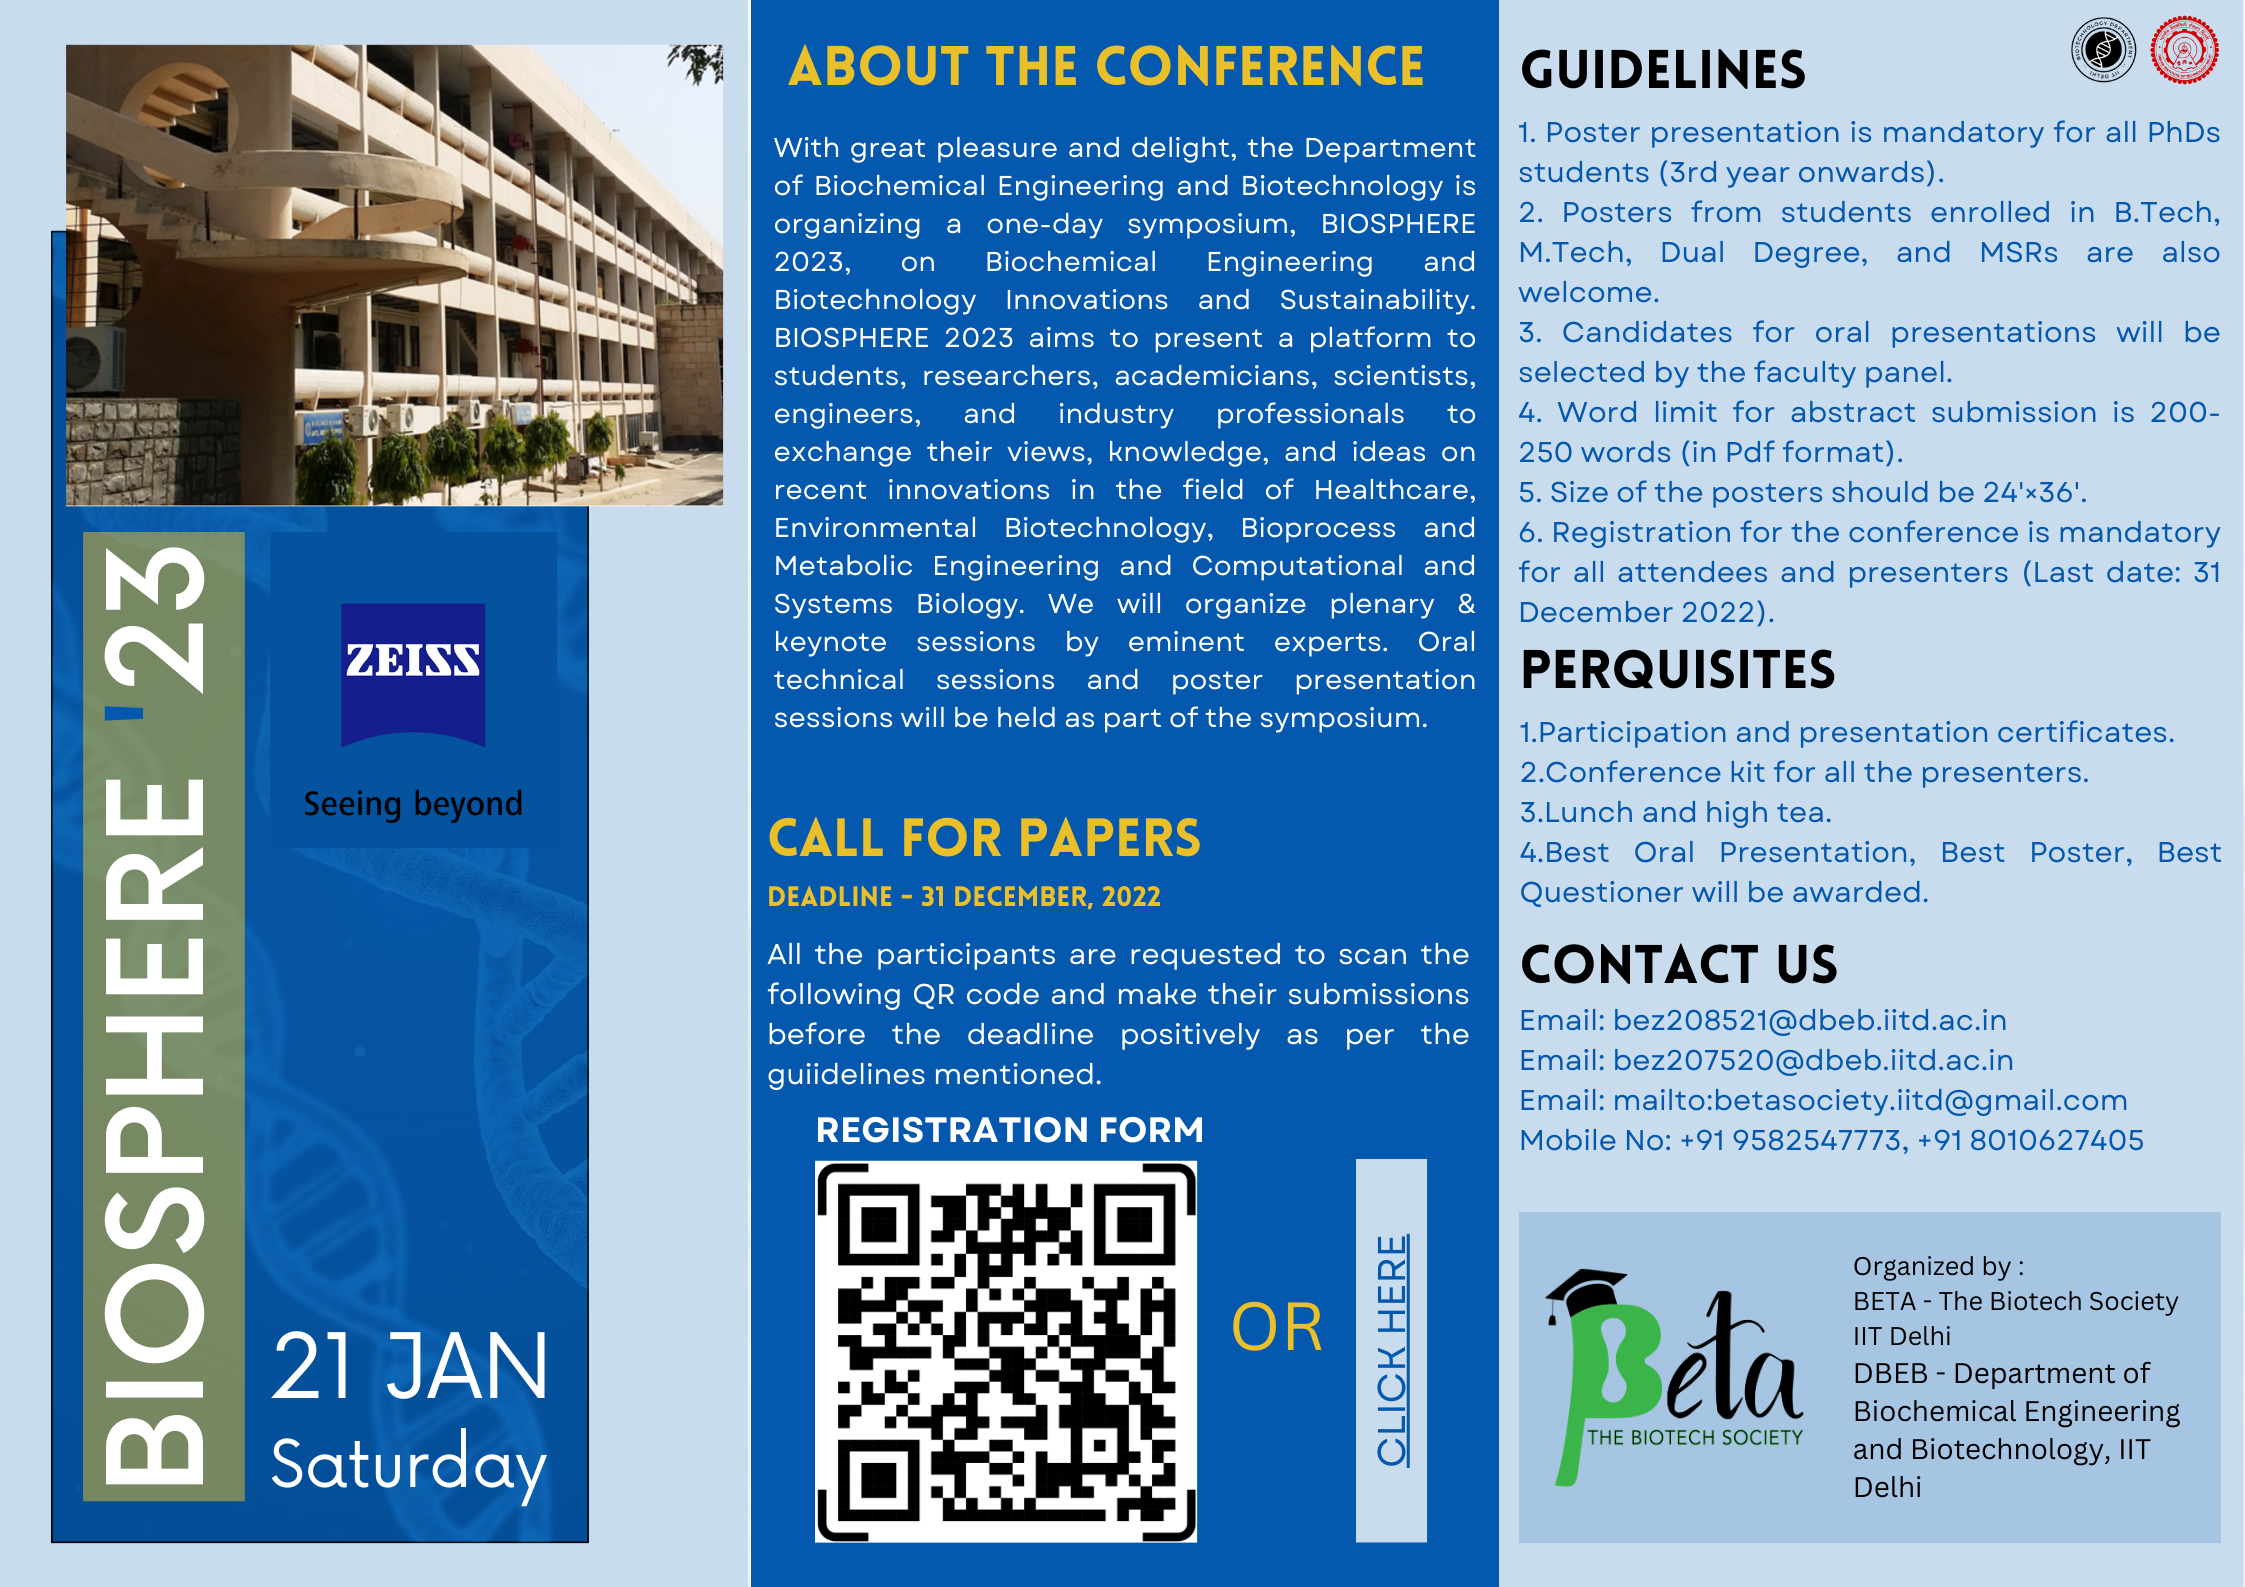 BIOSPHERE '23
ZEISS
Seeing beyond
21 JAN
Saturday
ABOUT THE CONFERENCE
With great pleasure and delight, the Department
of Biochemical Engineering and Biotechnology is
organizing a one-day symposium, BIOSPHERE
2023, on Biochemical Engineering and
Biotechnology Innovations and Sustainability.
BIOSPHERE 2023 aims to present a platform to
students, researchers, academicians, scientists,
engineers, and industry professionals to
exchange their views, knowledge, and ideas on
recent innovations in the field of Healthcare,
Environmental Biotechnology, Bioprocess and
Metabolic Engineering and Computational and
Systems Biology. We will organize plenary &
keynote sessions by eminent experts. Oral
technical sessions and poster presentation
sessions will be held as part of the symposium.
CALL FOR PAPERS
DEADLINE - 31 DECEMBER, 2022
All the participants are requested to scan the
following QR code and make their submissions
before the deadline positively as per the
guiidelines mentioned.
REGISTRATION FORM
OR
CLICK HERE
GUIDELINES
BIOTECHNOLOGY DEPARTMENT
IIT DELHI
1. Poster presentation is mandatory for all PhDs
students (3rd year onwards).
2. Posters from students enrolled in B.Tech,
M.Tech, Dual Degree, and MSRs are also
welcome.
3. Candidates for oral presentations will be
selected by the faculty panel.
4. Word limit for abstract submission is 200-
250 words (in Pdf format).
5. Size of the posters should be 24'×36'.
6. Registration for the conference is mandatory
for all attendees and presenters (Last date: 31
December 2022).
PERQUISITES
1.Participation and presentation certificates.
2.Conference kit for all the presenters.
3.Lunch and high tea.
4.Best Oral Presentation, Best Poster, Best
Questioner will be awarded.
CONTACT US
Email: bez208521@dbeb.iitd.ac.in
Email: bez207520@dbeb.iitd.ac.in
Email: mailto:betasociety.iitd@gmail.com
Mobile No: +91 9582547773, +91 8010627405
Beta
THE BIOTECH SOCIETY
Organized by :
BETA - The Biotech Society
IIT Delhi
DBEB - Department of
Biochemical Engineering
and Biotechnology, IIT
Delhi